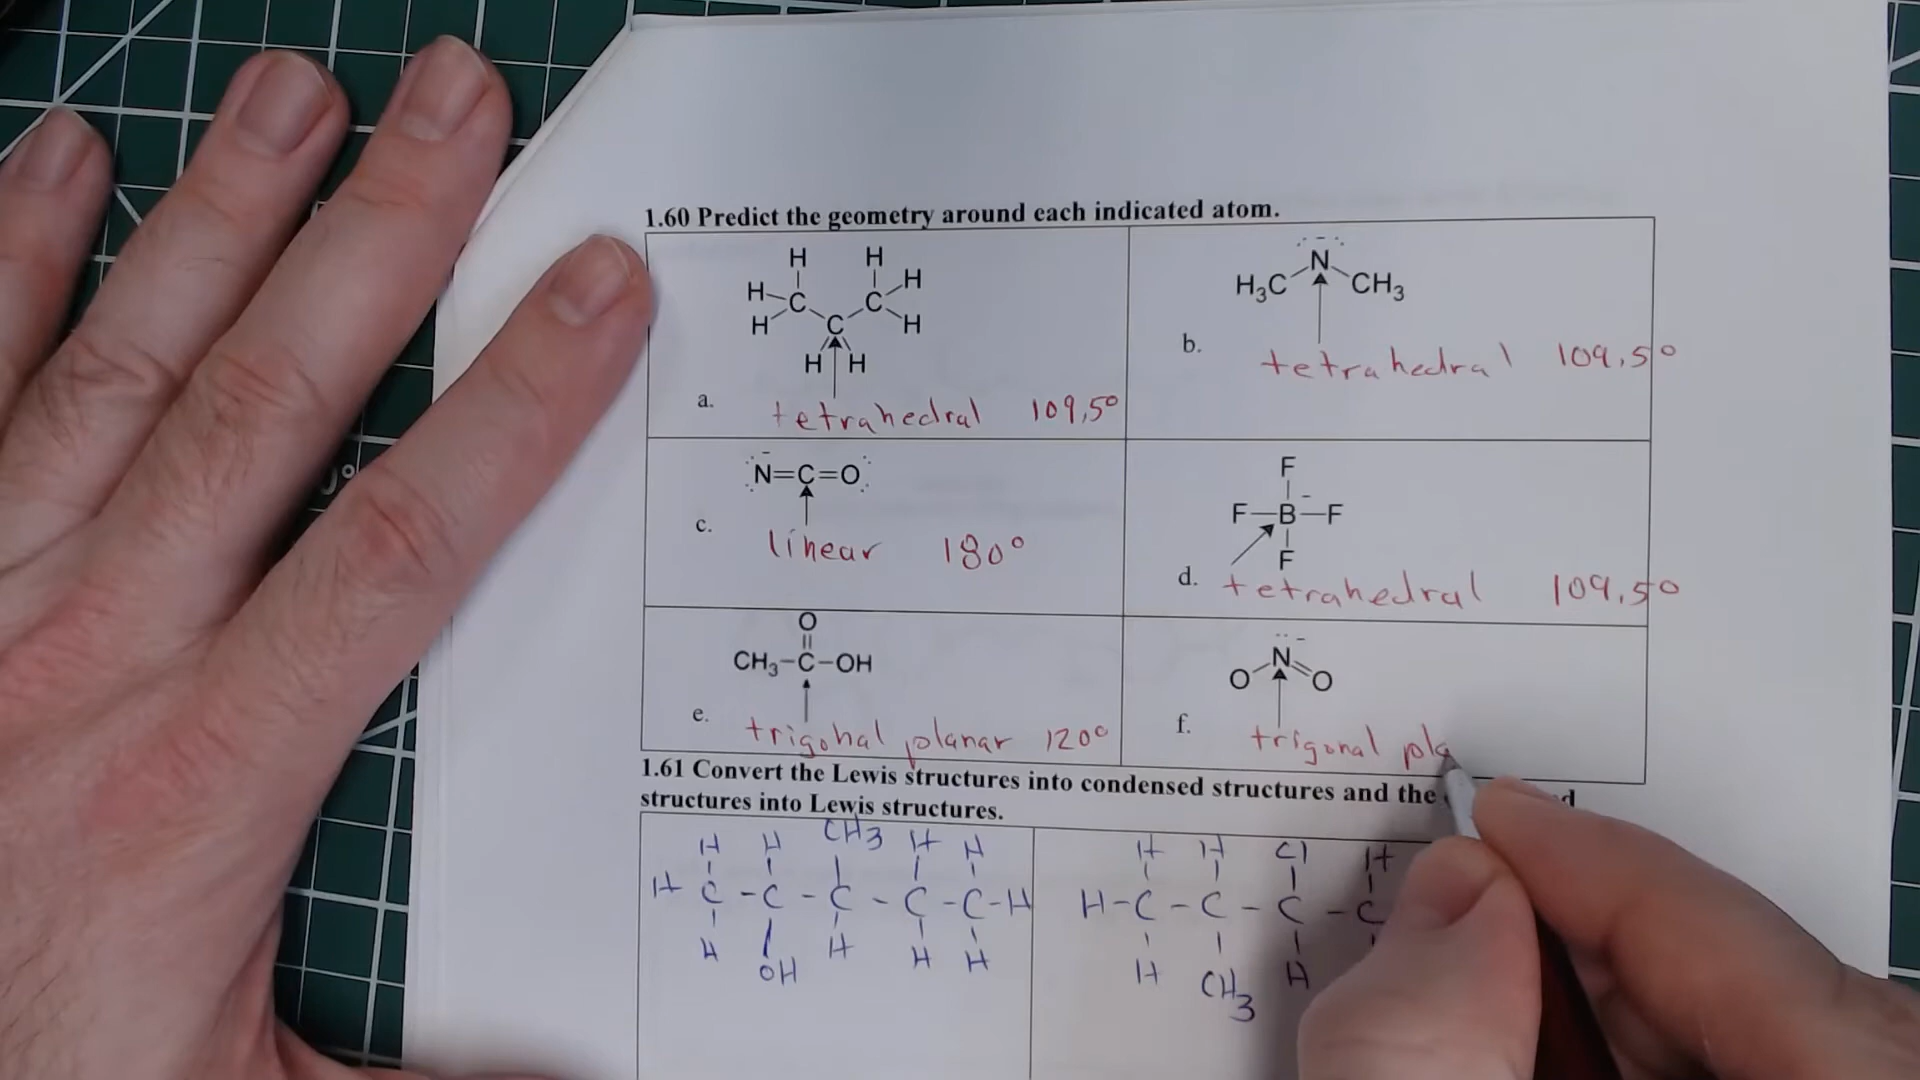 1.60 Predict the geometry around each indicated atom.
H H
H C C H
H C H
H H
a. tetrahedral 109.5°
N
H₃C CH₃
b. tetrahedral 109.5°
N=C=O
c. linear 180°
F
F—B—F
F
d. tetrahedral 109.5°
O
CH₃-C-OH
e. trigonal planar 120°
N
O O
f. trigonal pla
1.61 Convert the Lewis structures into condensed structures and the
structures into Lewis structures.
H H CH3 H H
H C - C - C - C - C-H
H OH H H H
H H Cl H
H-C - C - C - C
H CH3 H